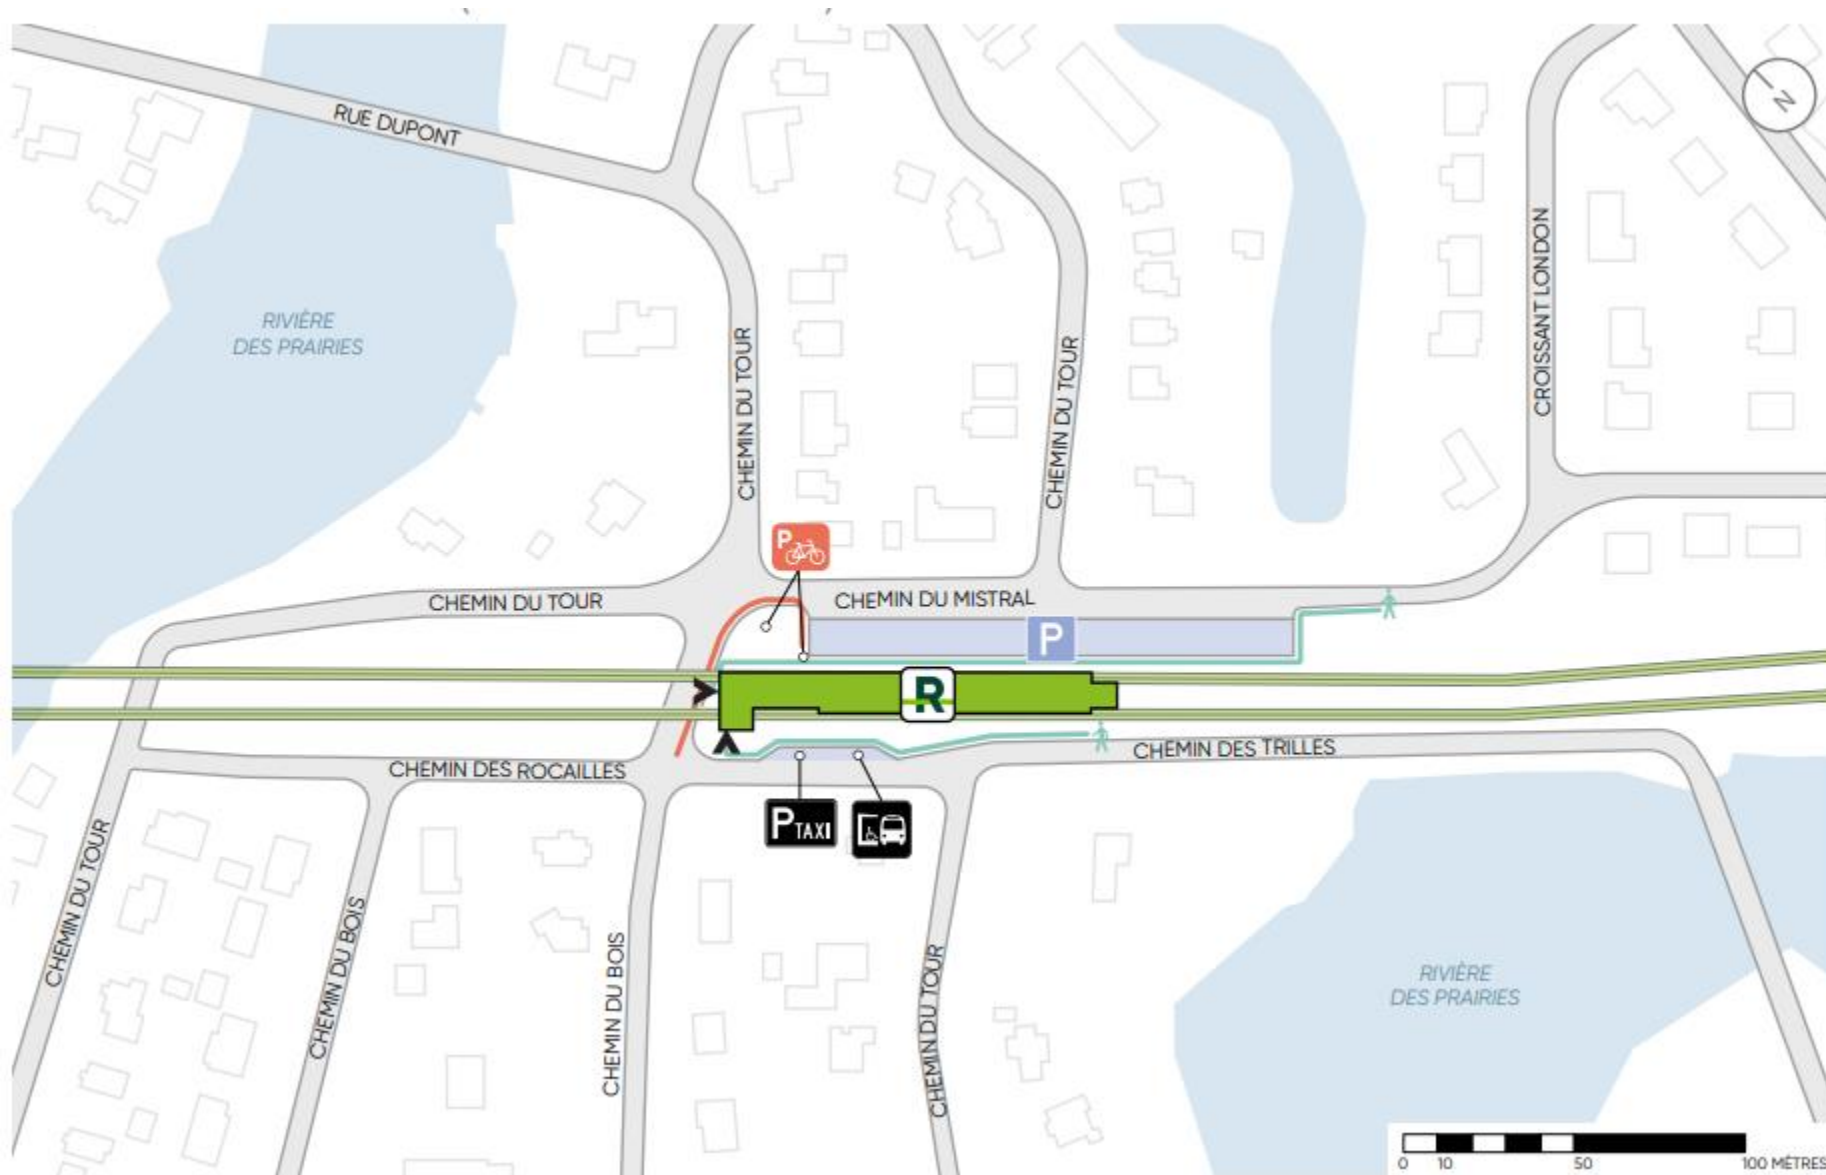 RUE DUPONT
N
RIVIÈRE
DES PRAIRIES
CHEMIN DU TOUR
CHEMIN DU TOUR
CROISSANT LONDON
P
CHEMIN DU TOUR
CHEMIN DU MISTRAL
P
R
CHEMIN DES ROCAILLES
CHEMIN DES TRILLES
P TAXI
CHEMIN DU TOUR
CHEMIN DU BOIS
CHEMIN DU BOIS
CHEMIN DU TOUR
RIVIÈRE
DES PRAIRIES
0 10 50 100 MÈTRES